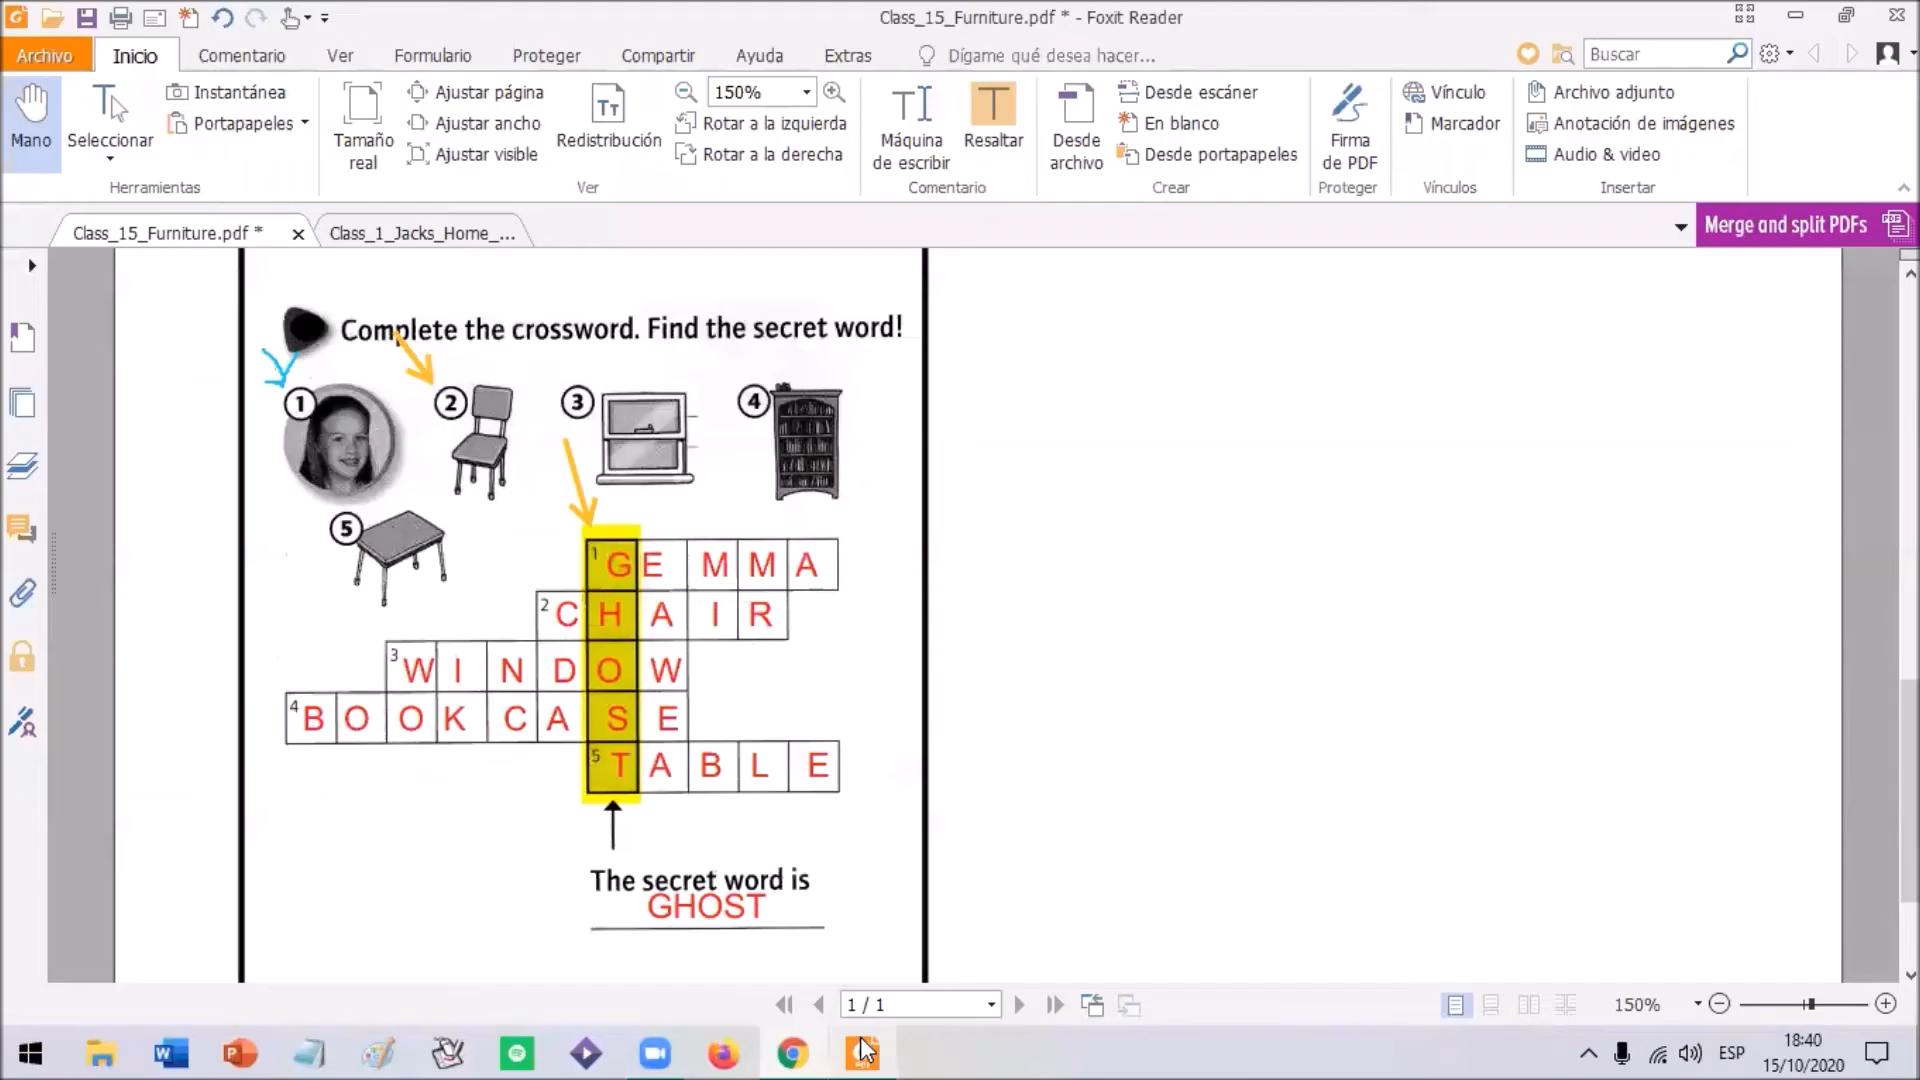 Class_15_Furniture.pdf * - Foxit Reader
Archivo Inicio Comentario Ver Formulario Proteger Compartir Ayuda Extras Dígame qué desea hacer... Buscar
Mano
Seleccionar
Instantánea
Portapapeles
Herramientas
Tamaño real
Ajustar página
Ajustar ancho
Ajustar visible
Redistribución
150%
Rotar a la izquierda
Rotar a la derecha
Ver
Máquina de escribir
Resaltar
Comentario
Desde archivo
Desde escáner
En blanco
Desde portapapeles
Crear
Firma de PDF
Proteger
Vínculo
Marcador
Vínculos
Archivo adjunto
Anotación de imágenes
Audio & video
Insertar
Class_15_Furniture.pdf * Class_1_Jacks_Home_...
Merge and split PDFs
Complete the crossword. Find the secret word!
1 2 3 4
5
1 G E M M A
2 C H A I R
3 W I N D O W
4 B O O K C A S E
5 T A B L E
The secret word is
GHOST
1 / 1
150%
ESP
18:40
15/10/2020